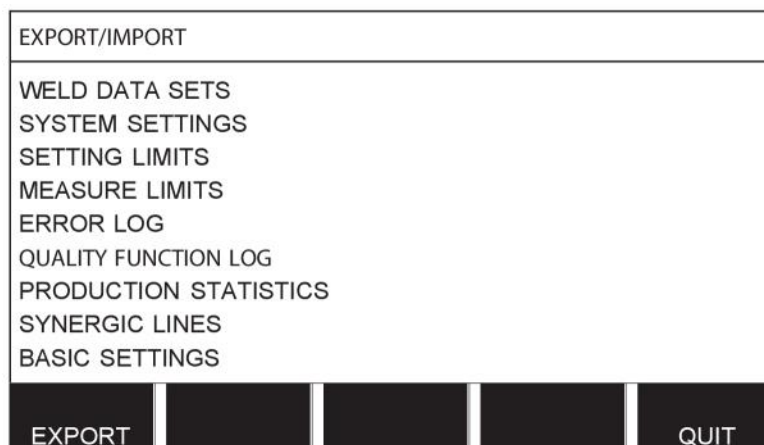 EXPORT/IMPORT
WELD DATA SETS
SYSTEM SETTINGS
SETTING LIMITS
MEASURE LIMITS
ERROR LOG
QUALITY FUNCTION LOG
PRODUCTION STATISTICS
SYNERGIC LINES
BASIC SETTINGS
EXPORT QUIT